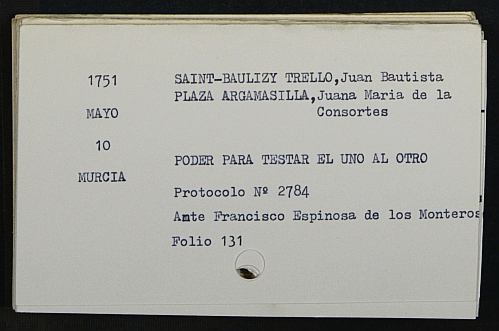 1751 SAINT-BAULIZY TRELLO,Juan Bautista
PLAZA ARGAMASILLA,Juana Maria de la
MAYO Consortes
10
PODER PARA TESTAR EL UNO AL OTRO
MURCIA
Protocolo Nº 2784
Ante Francisco Espinosa de los Monteros
Folio 131